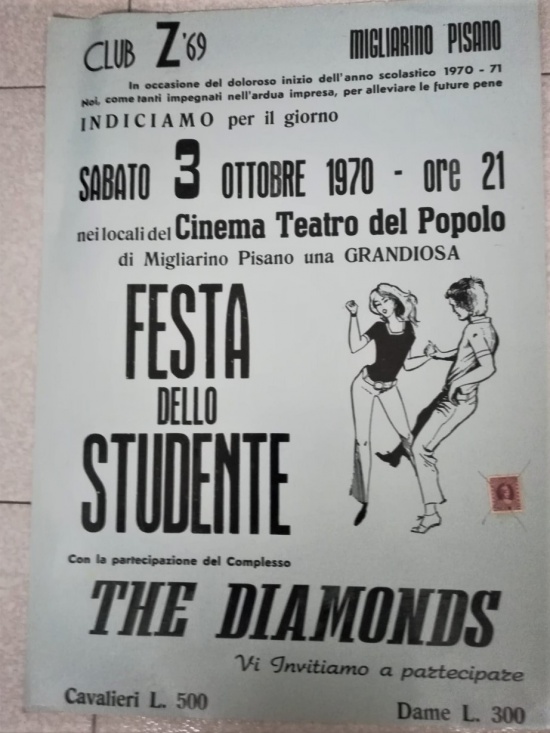 CLUB Z '69
MIGLIARINO PISANO
In occasione del doloroso inizio dell'anno scolastico 1970 - 71
Noi, come tanti impegnati nell'ardua impresa, per alleviare le future pene
INDICIAMO per il giorno
SABATO 3 OTTOBRE 1970 - ore 21
nei locali del Cinema Teatro del Popolo
di Migliarino Pisano una GRANDIOSA
FESTA
DELLO
STUDENTE
Con la partecipazione del Complesso
THE DIAMONDS
Vi Invitiamo a partecipare
Cavalieri L. 500
Dame L. 300